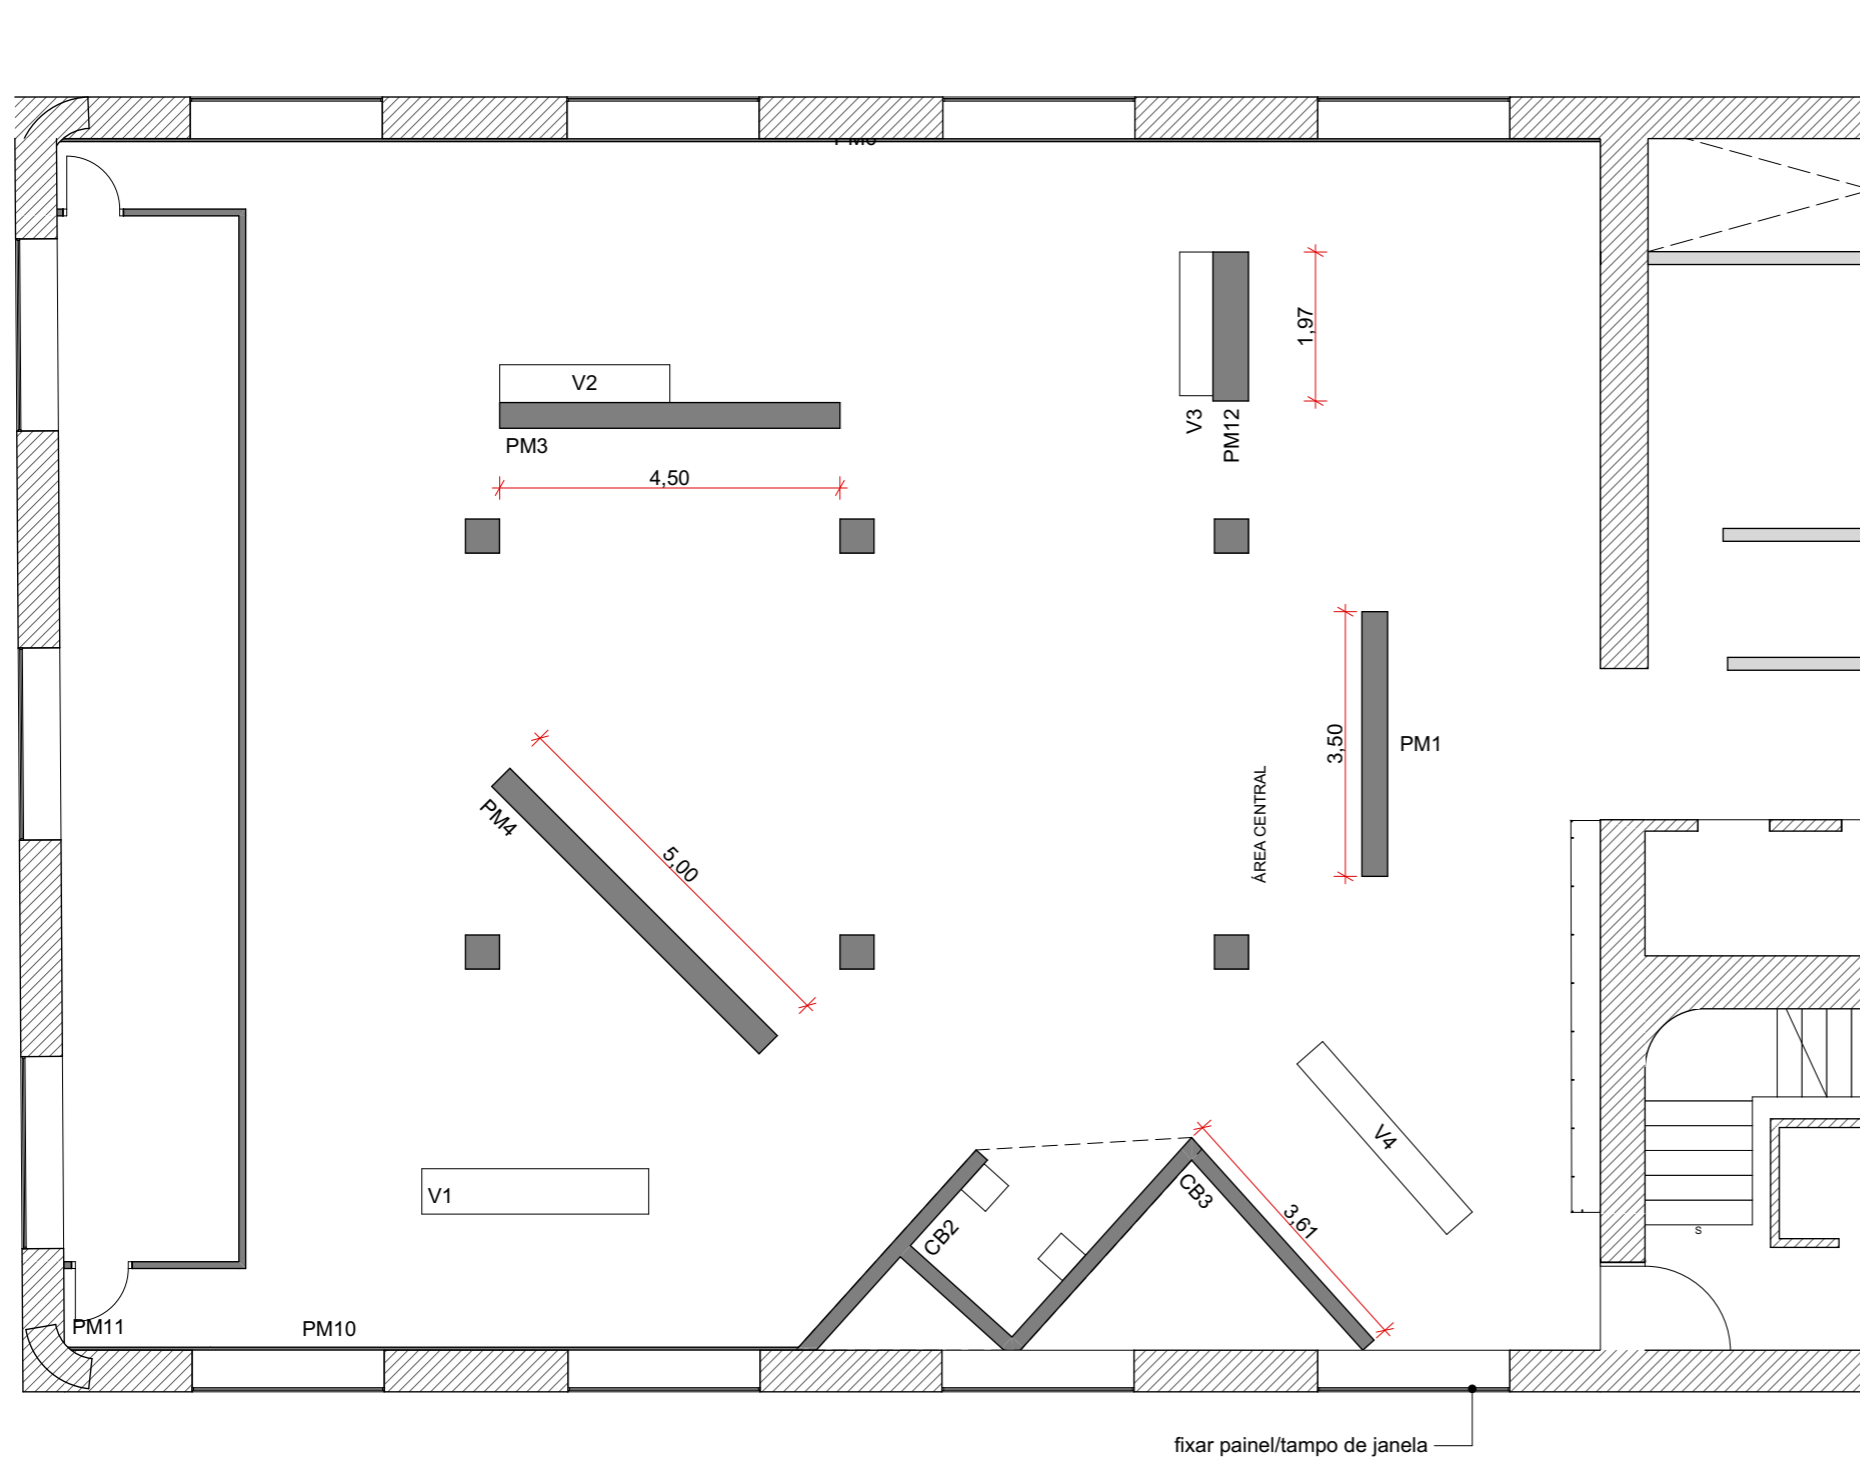 V2
PM3
4,50
1,97
V3
PM12
3,50
PM1
ÁREA CENTRAL
PM4
5,00
V4
V1
CB2
CB3
3,61
S
PM11
PM10
fixar painel/tampo de janela